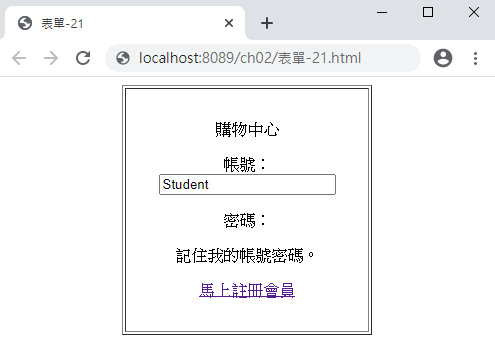 表單-21
localhost:8089/ch02/表單-21.html
購物中心
帳號：
Student
密碼：
記住我的帳號密碼。
馬上註冊會員